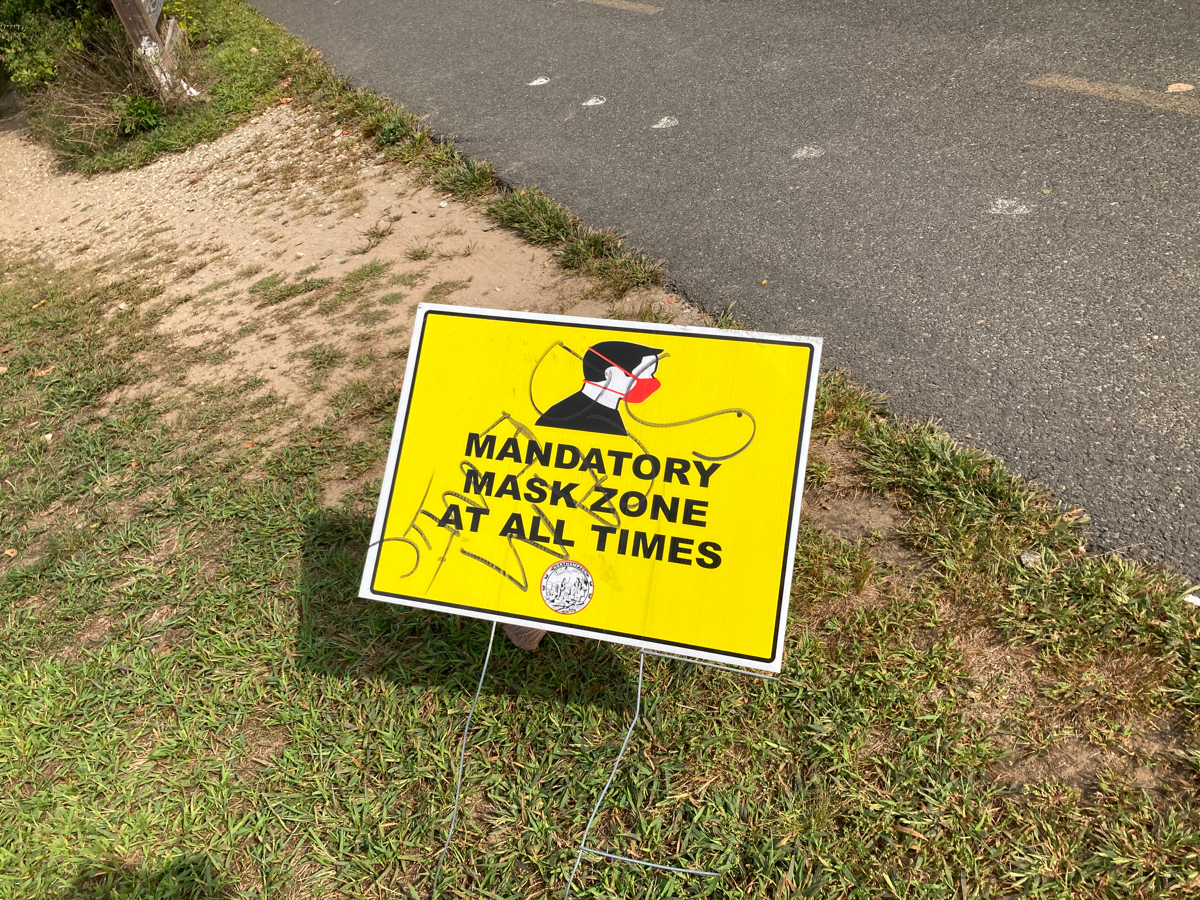 MANDATORY
MASK ZONE
AT ALL TIMES